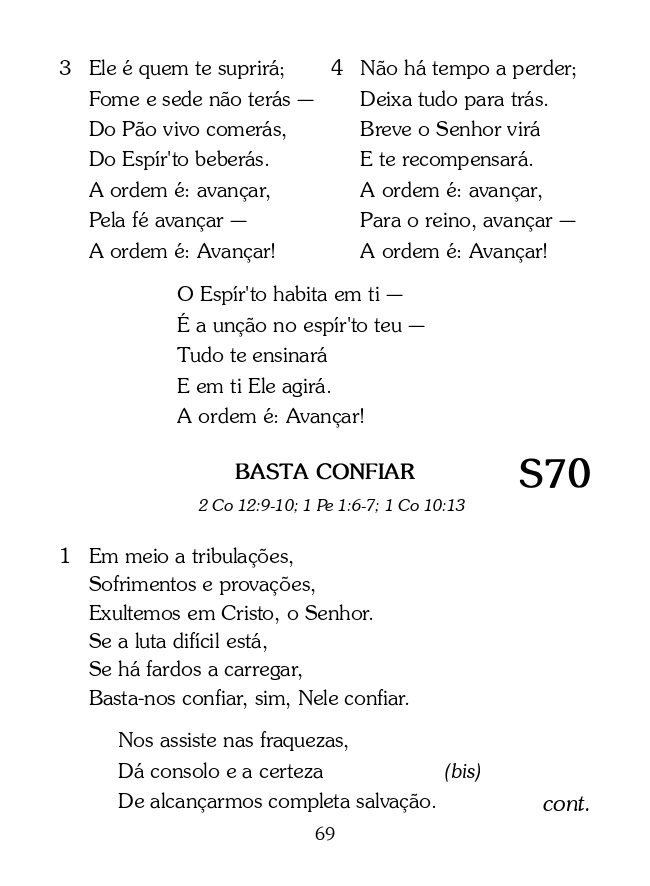 3 Ele é quem te suprirá;
Fome e sede não terás —
Do Pão vivo comerás,
Do Espír'to beberás.
A ordem é: avançar,
Pela fé avançar —
A ordem é: Avançar!
4 Não há tempo a perder;
Deixa tudo para trás.
Breve o Senhor virá
E te recompensará.
A ordem é: avançar,
Para o reino, avançar —
A ordem é: Avançar!
O Espír'to habita em ti —
É a unção no espír'to teu —
Tudo te ensinará
E em ti Ele agirá.
A ordem é: Avançar!
BASTA CONFIAR S70
2 Co 12:9-10; 1 Pe 1:6-7; 1 Co 10:13
1 Em meio a tribulações,
Sofrimentos e provações,
Exultemos em Cristo, o Senhor.
Se a luta difícil está,
Se há fardos a carregar,
Basta-nos confiar, sim, Nele confiar.
Nos assiste nas fraquezas,
Dá consolo e a certeza (bis)
De alcançarmos completa salvação.
cont.
69